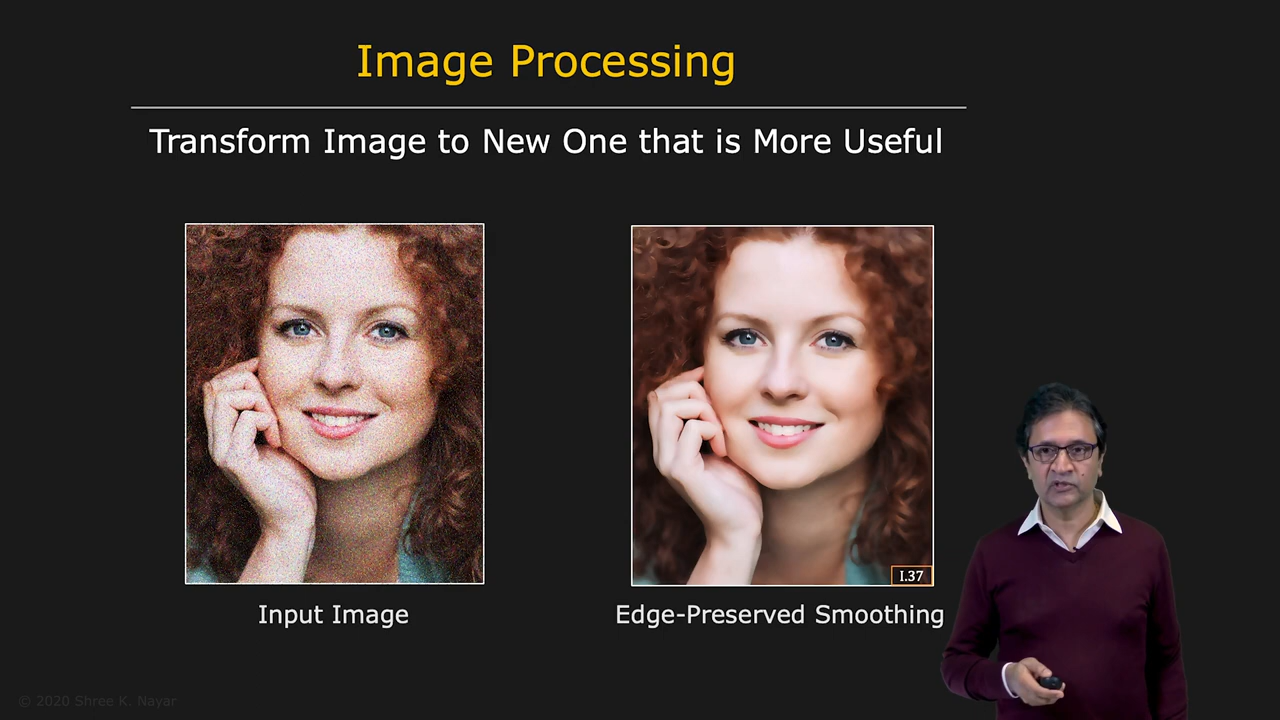 Image Processing
Transform Image to New One that is More Useful
I.37
Input Image
Edge-Preserved Smoothing
© 2020 Shree K. Nayar